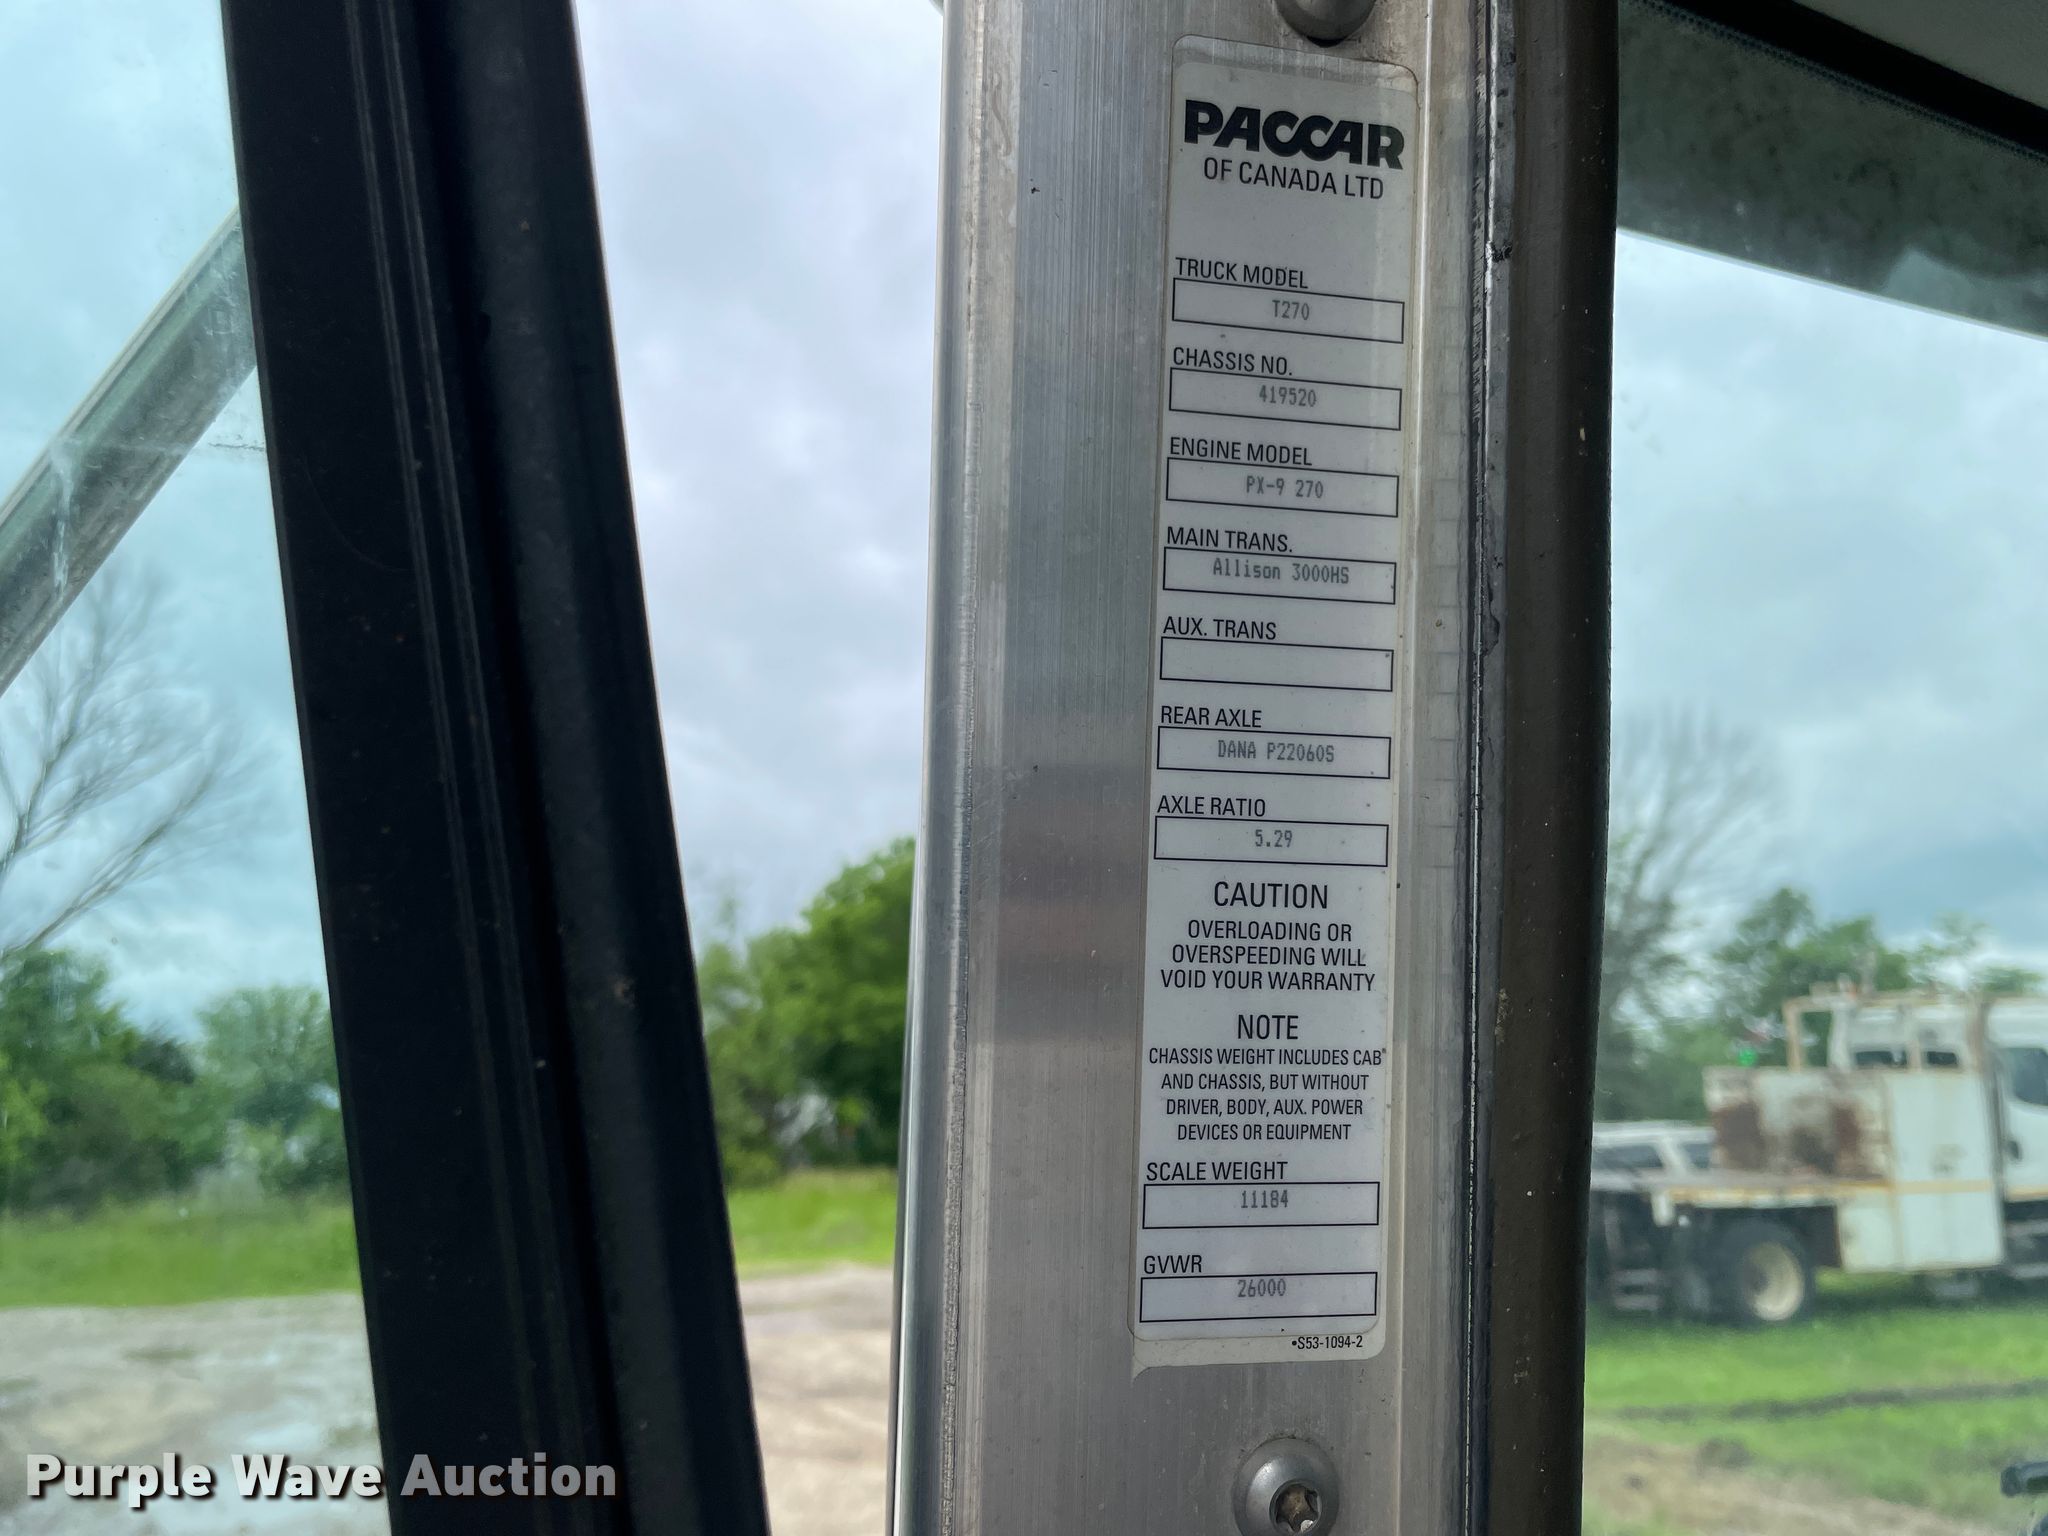 PACCAR
OF CANADA LTD
TRUCK MODEL
T270
CHASSIS NO.
419520
ENGINE MODEL
PX-9 270
MAIN TRANS.
Allison 3000HS
AUX. TRANS
REAR AXLE
DANA P22060S
AXLE RATIO
5.29
CAUTION
OVERLOADING OR
OVERSPEEDING WILL
VOID YOUR WARRANTY
NOTE
CHASSIS WEIGHT INCLUDES CAB
AND CHASSIS, BUT WITHOUT
DRIVER, BODY, AUX. POWER
DEVICES OR EQUIPMENT
SCALE WEIGHT
11184
GVWR
26000
•S53-1094-2
Purple Wave Auction